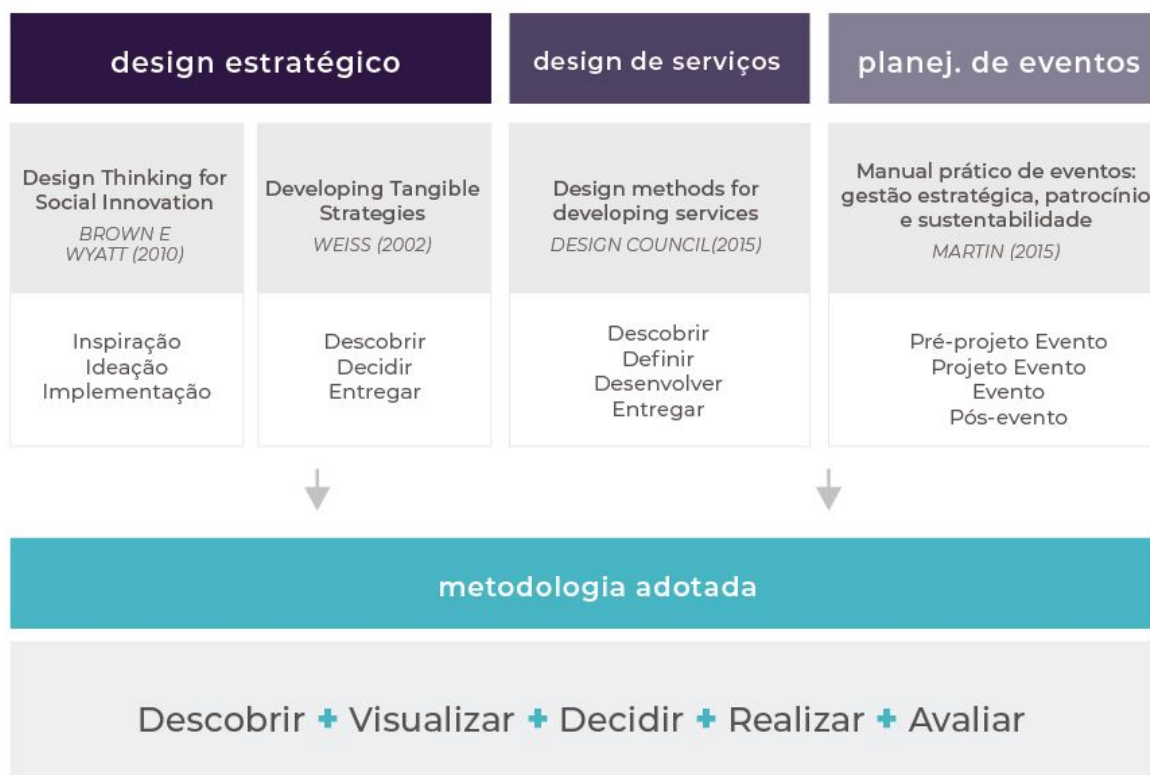 design estratégico
design de serviços
planej. de eventos
Design Thinking for
Social Innovation
BROWN E
WYATT (2010)
Developing Tangible
Strategies
WEISS (2002)
Design methods for
developing services
DESIGN COUNCIL(2015)
Manual prático de eventos:
gestão estratégica, patrocínio
e sustentabilidade
MARTIN (2015)
Inspiração
Ideação
Implementação
Descobrir
Decidir
Entregar
Descobrir
Definir
Desenvolver
Entregar
Pré-projeto Evento
Projeto Evento
Evento
Pós-evento
metodologia adotada
Descobrir + Visualizar + Decidir + Realizar + Avaliar